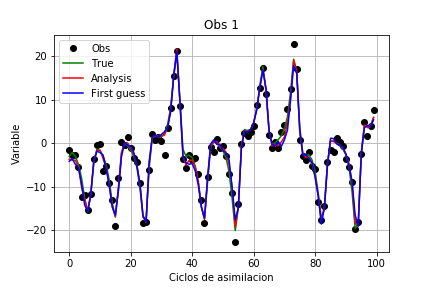 Obs 1
Obs
True
Analysis
First guess
Variable
20
10
0
−10
−20
0
20
40
60
80
100
Ciclos de asimilacion